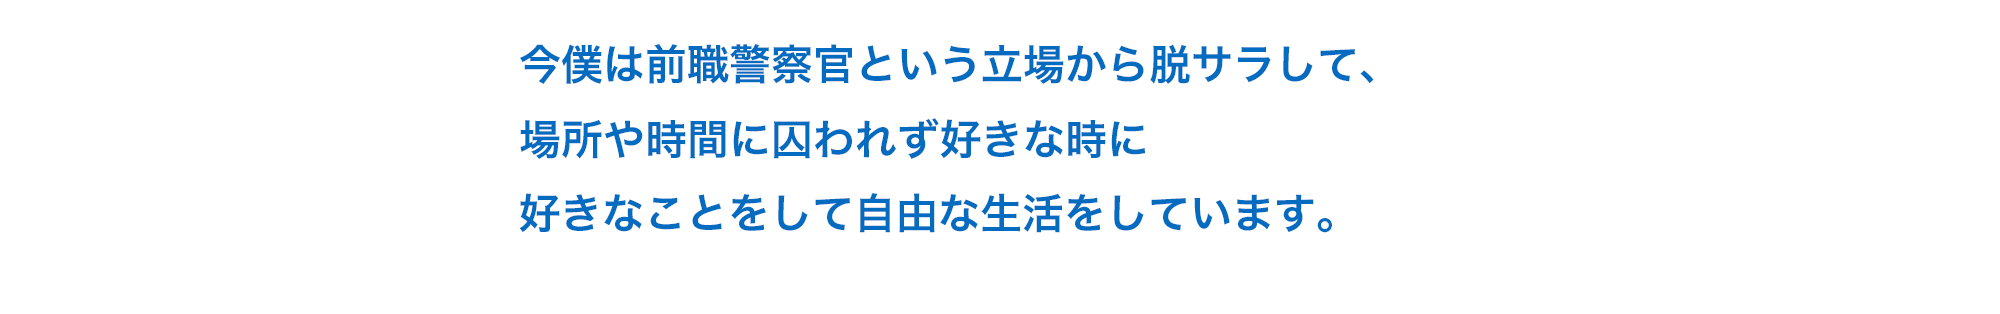 今僕は前職警察官という立場から脱サラして、
場所や時間に囚われず好きな時に
好きなことをして自由な生活をしています。